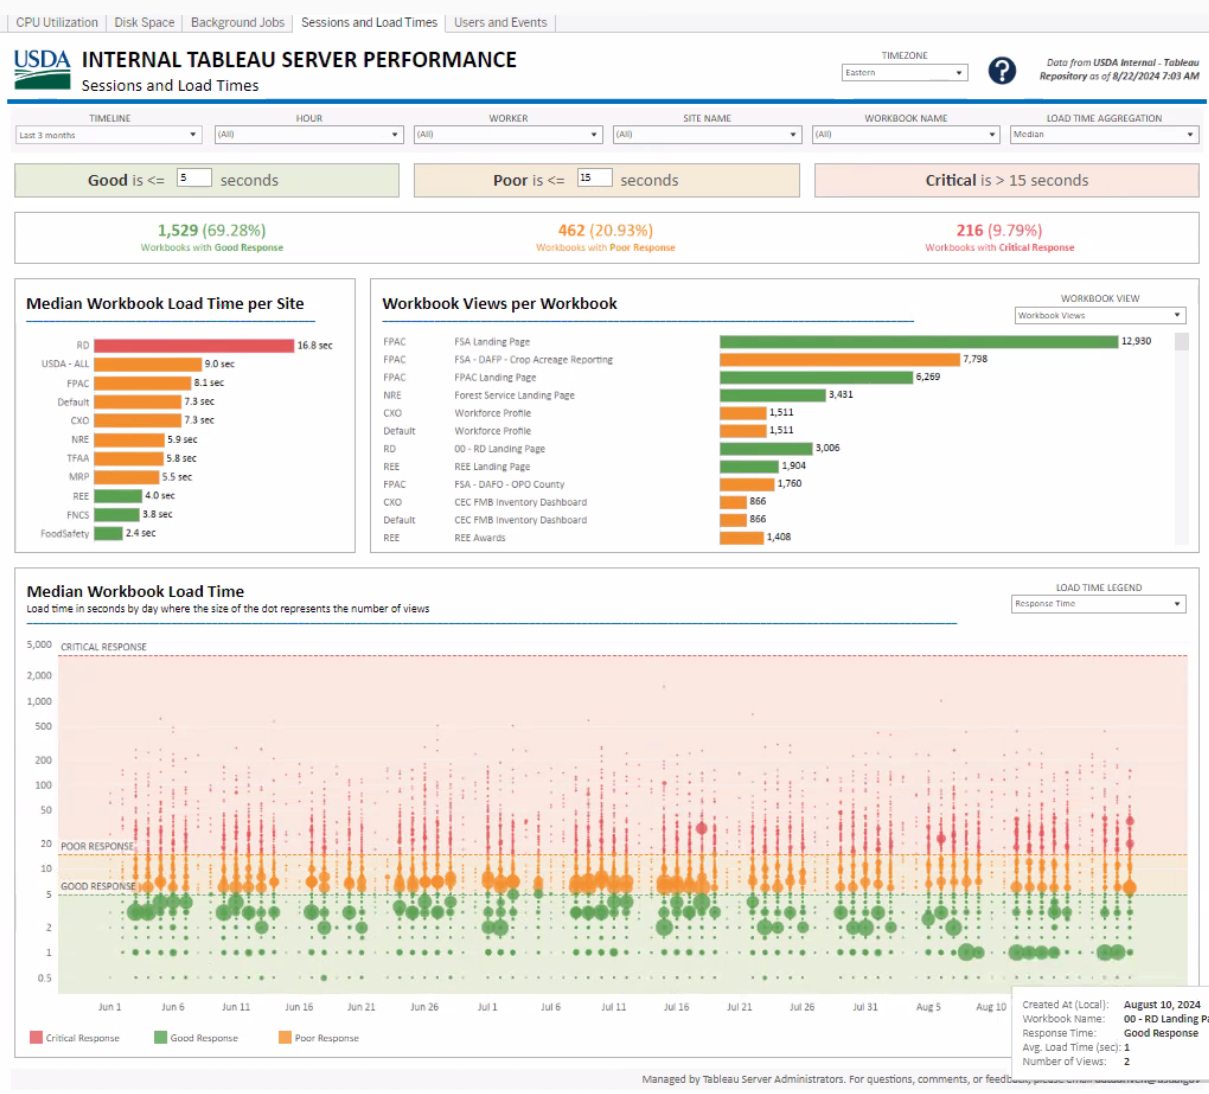 CPU Utilization | Disk Space | Background Jobs | Sessions and Load Times | Users and Events
USDA
INTERNAL TABLEAU SERVER PERFORMANCE
Sessions and Load Times
TIMEZONE
Eastern
?
Data from USDA Internal - Tableau
Repository as of 8/22/2024 7:03 AM
TIMELINE HOUR WORKER SITE NAME WORKBOOK NAME LOAD TIME AGGREGATION
Last 3 months (All) (All) (All) (All) Median
Good is <= 5 seconds Poor is <= 15 seconds Critical is > 15 seconds
1,529 (69.28%) 462 (20.93%) 216 (9.79%)
Workbooks with Good Response Workbooks with Poor Response Workbooks with Critical Response
Median Workbook Load Time per Site
RD 16.8 sec
USDA - ALL 9.0 sec
FPAC 8.1 sec
Default 7.3 sec
CXO 7.3 sec
NRE 5.9 sec
TFAA 5.8 sec
MRP 5.5 sec
REE 4.0 sec
FNCS 3.8 sec
FoodSafety 2.4 sec
Workbook Views per Workbook
WORKBOOK VIEW
Workbook Views
FPAC FSA Landing Page 12,930
FPAC FSA - DAFP - Crop Acreage Reporting 7,798
FPAC FPAC Landing Page 6,269
NRE Forest Service Landing Page 3,431
CXO Workforce Profile 1,511
Default Workforce Profile 1,511
RD 00 - RD Landing Page 3,006
REE REE Landing Page 1,904
FPAC FSA - DAFO - OPO County 1,760
CXO CEC FMB Inventory Dashboard 866
Default CEC FMB Inventory Dashboard 866
REE REE Awards 1,408
Median Workbook Load Time
Load time in seconds by day where the size of the dot represents the number of views
LOAD TIME LEGEND
Response Time
5,000 CRITICAL RESPONSE
2,000
1,000
500
200
100
50
20 POOR RESPONSE
10
GOOD RESPONSE
5
2
1
0.5
Jun 1 Jun 6 Jun 11 Jun 16 Jun 21 Jun 26 Jul 1 Jul 6 Jul 11 Jul 16 Jul 21 Jul 26 Jul 31 Aug 5 Aug 10
Critical Response Good Response Poor Response
Created At (Local): August 10, 2024
Workbook Name: 00 - RD Landing Pa
Response Time: Good Response
Avg. Load Time (sec): 1
Number of Views: 2
Managed by Tableau Server Administrators. For questions, comments, or feedback, please email